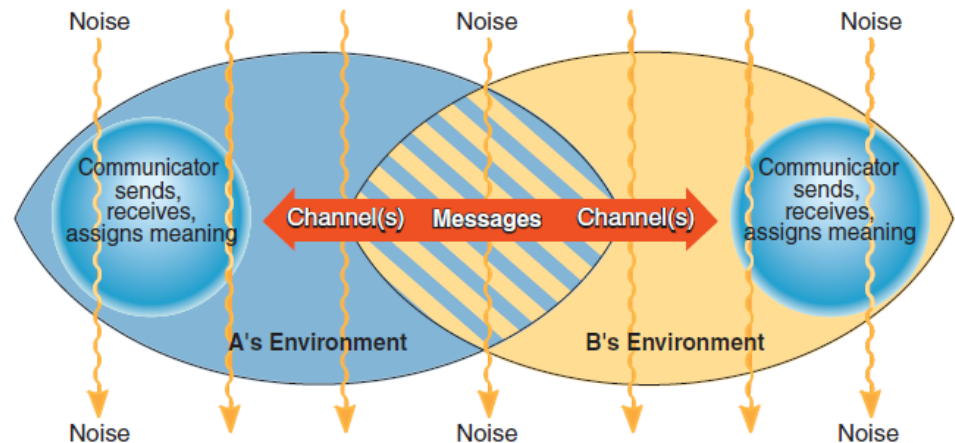 Noise Noise Noise
Communicator
sends,
receives,
assigns meaning
Channel(s) Messages Channel(s)
Communicator
sends,
receives,
assigns meaning
A's Environment
B's Environment
Noise Noise Noise